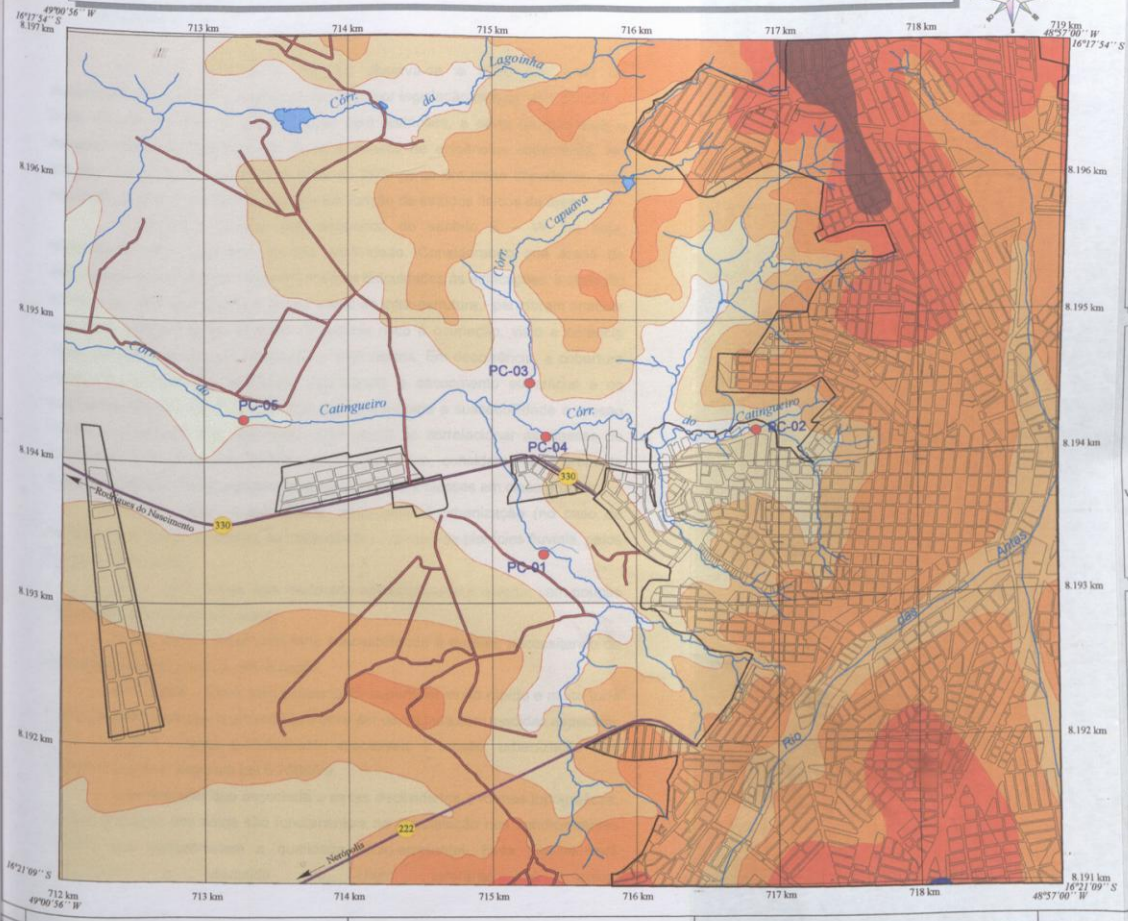 49°00'56'' W
16°17'54'' S
8.197 km
713 km
714 km
715 km
716 km
717 km
718 km
719 km
48°57'00'' W
16°17'54'' S
Lagoinha
da
Córr.
8.196 km
8.196 km
Capuava
Córr.
8.195 km
8.195 km
Córr.
do
PC-03
PC-05
Catingueiro
Córr.
do
Catingueiro
PC-02
PC-04
8.194 km
8.194 km
330
Rodrigues do Nascimento
330
Antas
PC-01
8.193 km
8.193 km
das
8.192 km
Rio
8.192 km
222
Nerópolis
16°21'09'' S
8.191 km
16°21'09'' S
712 km
49°00'56'' W
713 km
714 km
715 km
716 km
717 km
718 km
48°57'00'' W